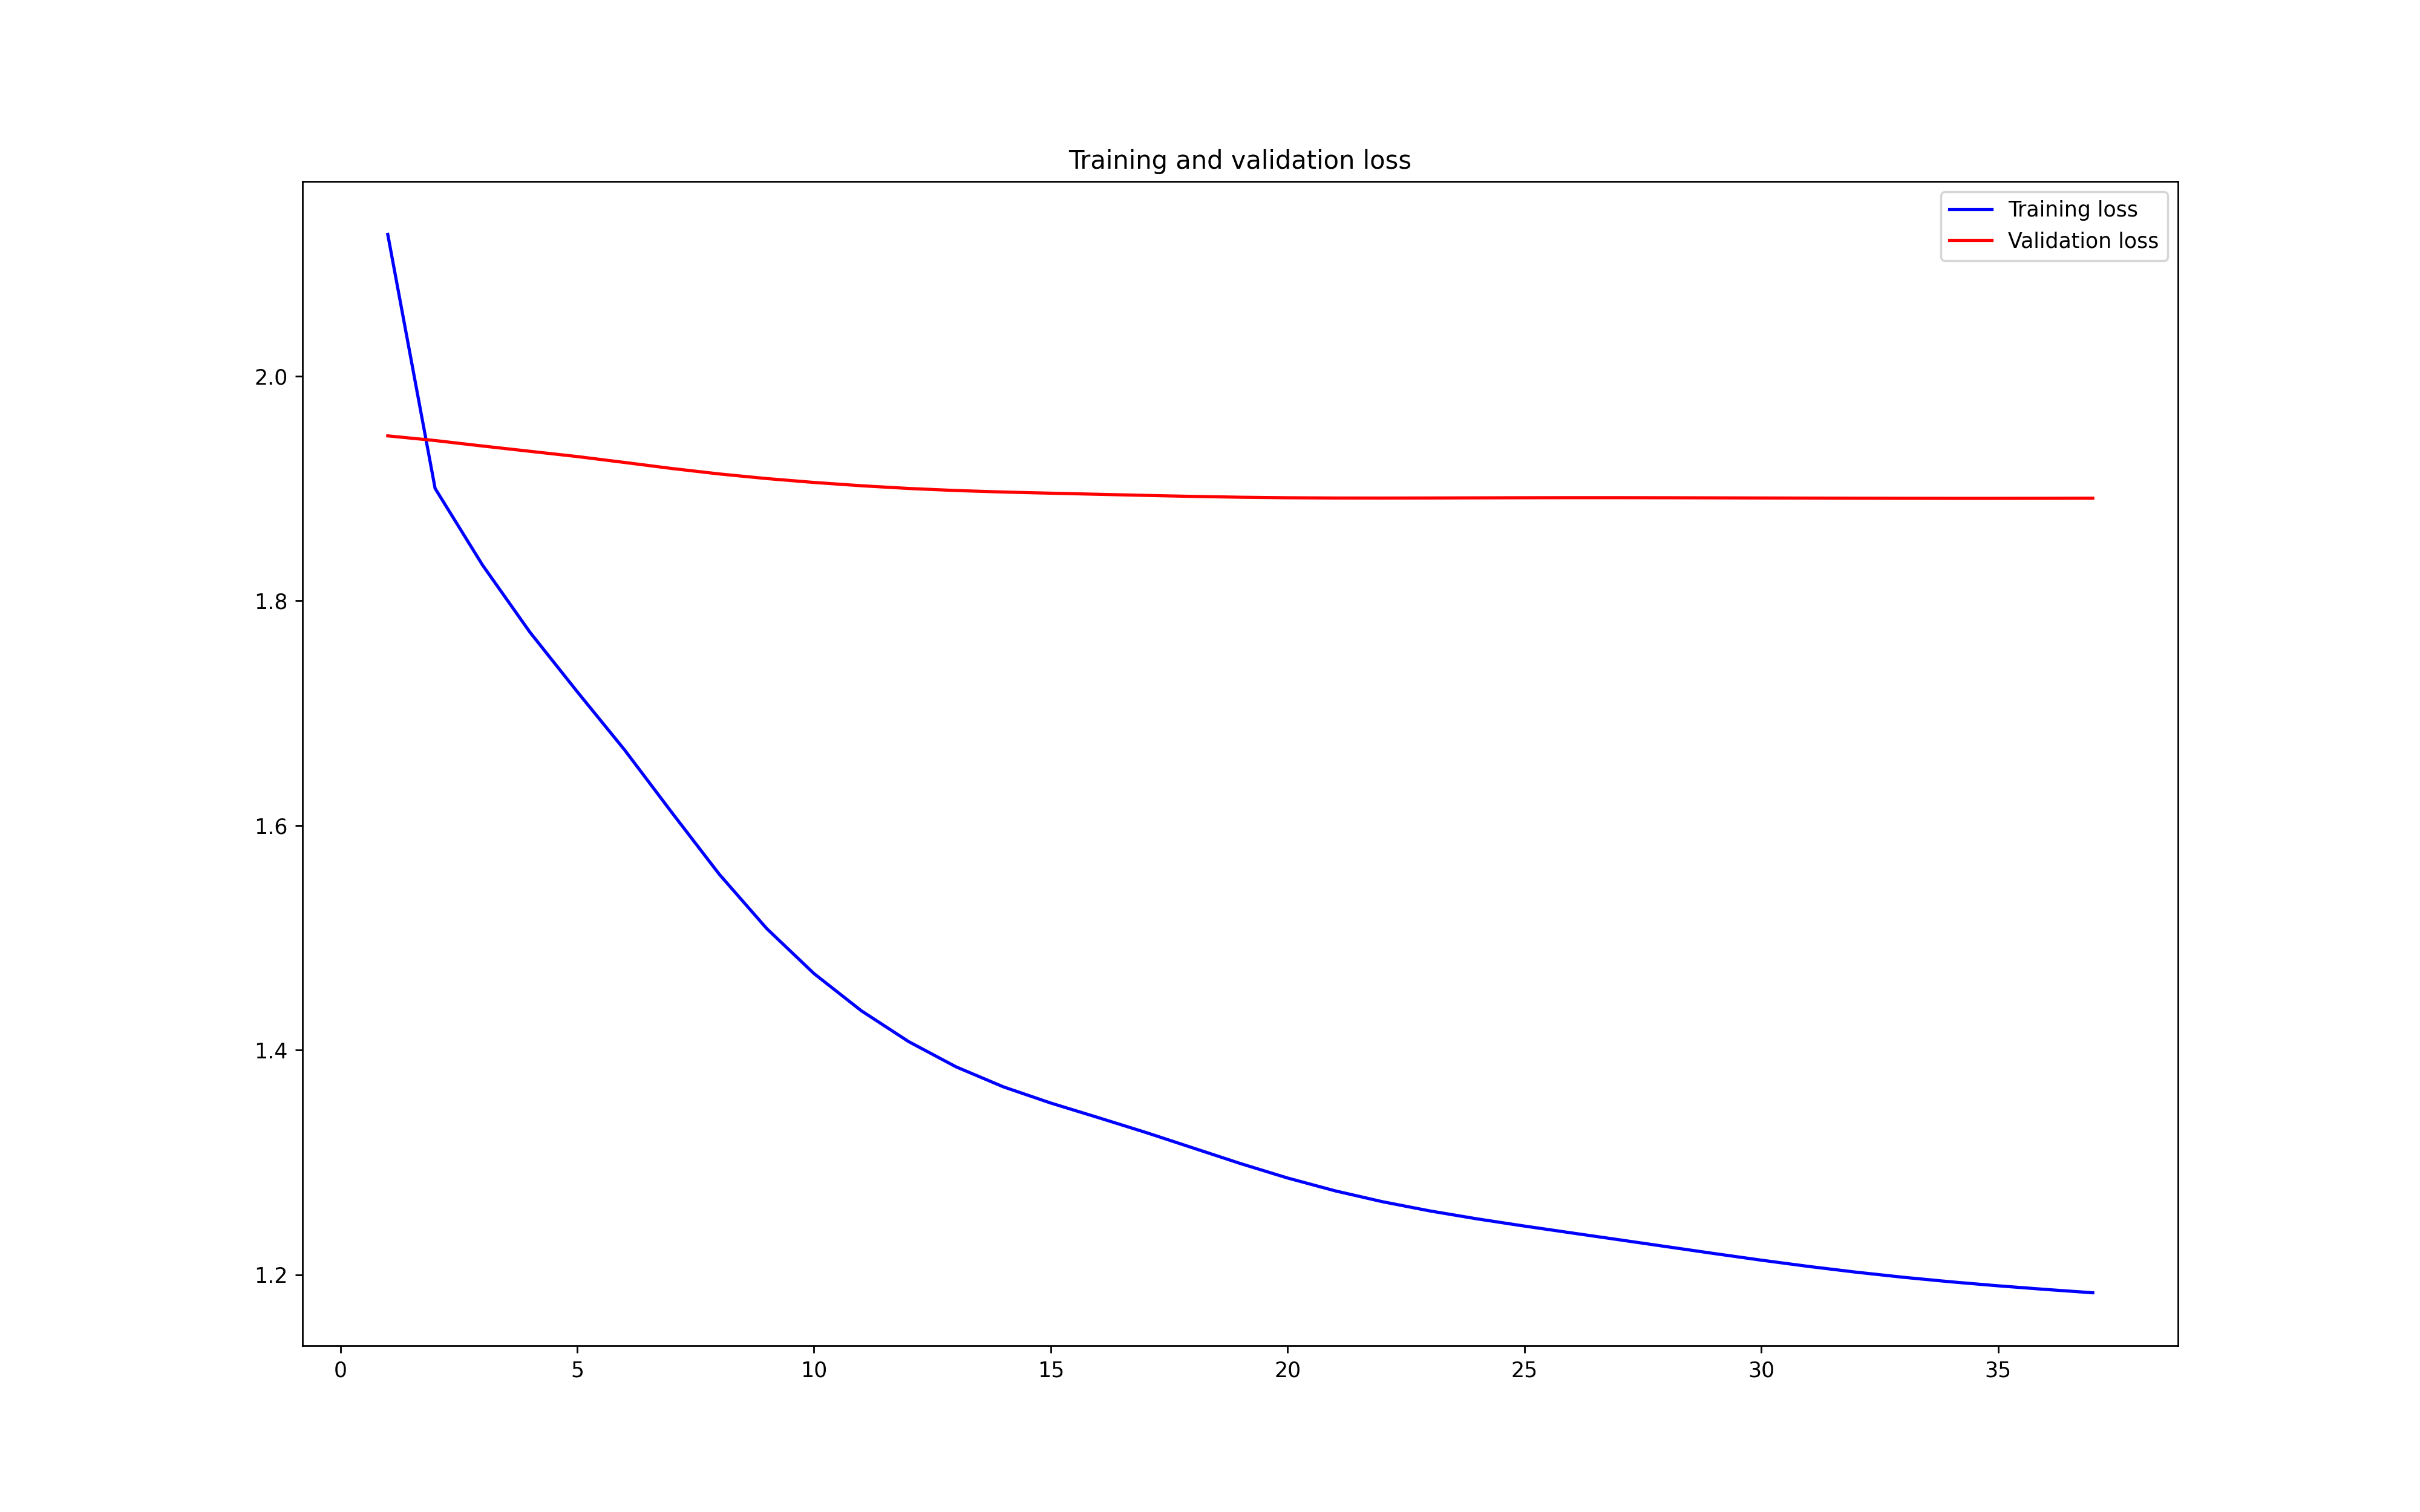 Training and validation loss
Training loss
Validation loss
2.0
1.8
1.6
1.4
1.2
0 5 10 15 20 25 30 35